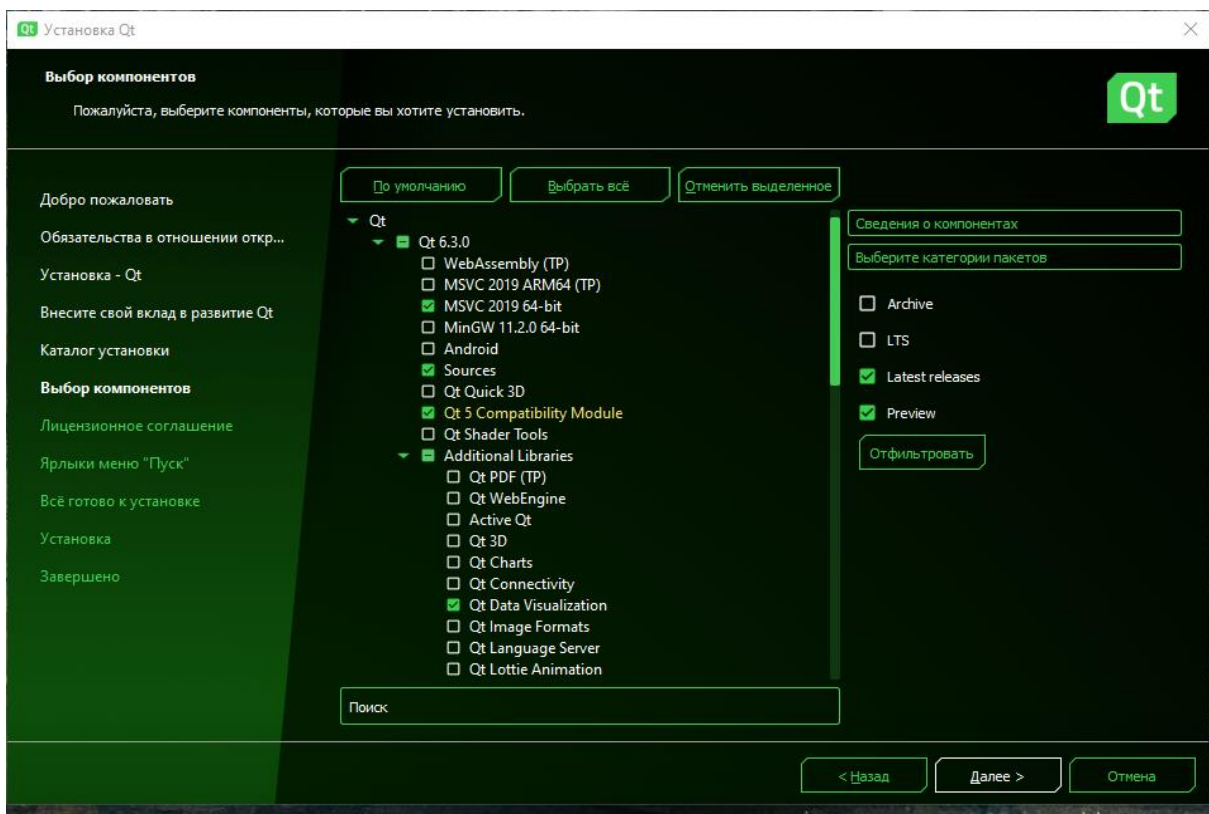 Qt Установка Qt
Выбор компонентов
Пожалуйста, выберите компоненты, которые вы хотите установить.
Qt
Добро пожаловать
Обязательства в отношении откр...
Установка - Qt
Внесите свой вклад в развитие Qt
Каталог установки
Выбор компонентов
Лицензионное соглашение
Ярлыки меню "Пуск"
Всё готово к установке
Установка
Завершено
По умолчанию
Выбрать всё
Отменить выделенное
Qt
Qt 6.3.0
WebAssembly (TP)
MSVC 2019 ARM64 (TP)
MSVC 2019 64-bit
MinGW 11.2.0 64-bit
Android
Sources
Qt Quick 3D
Qt 5 Compatibility Module
Qt Shader Tools
Additional Libraries
Qt PDF (TP)
Qt WebEngine
Active Qt
Qt 3D
Qt Charts
Qt Connectivity
Qt Data Visualization
Qt Image Formats
Qt Language Server
Qt Lottie Animation
Поиск
Сведения о компонентах
Выберите категории пакетов
Archive
LTS
Latest releases
Preview
Отфильтровать
< Назад
Далее >
Отмена